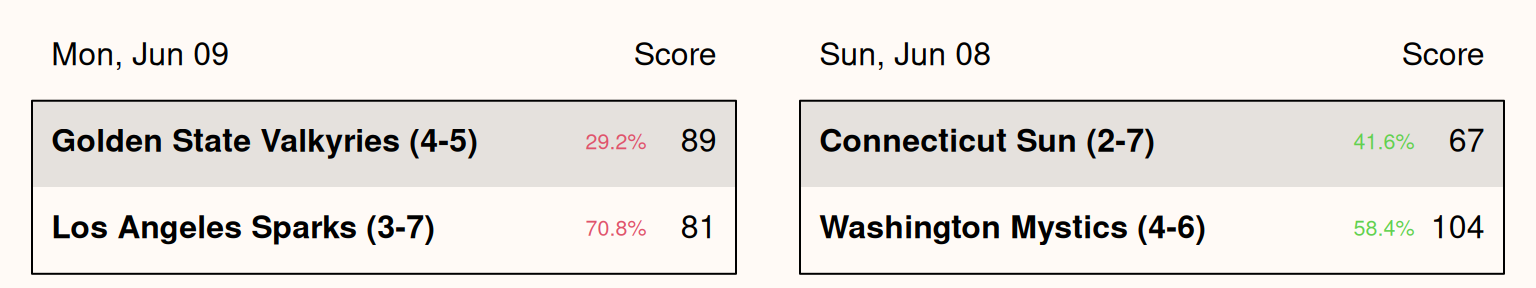 Mon, Jun 09 Score
Golden State Valkyries (4-5) 29.2% 89
Los Angeles Sparks (3-7) 70.8% 81
Sun, Jun 08 Score
Connecticut Sun (2-7) 41.6% 67
Washington Mystics (4-6) 58.4% 104